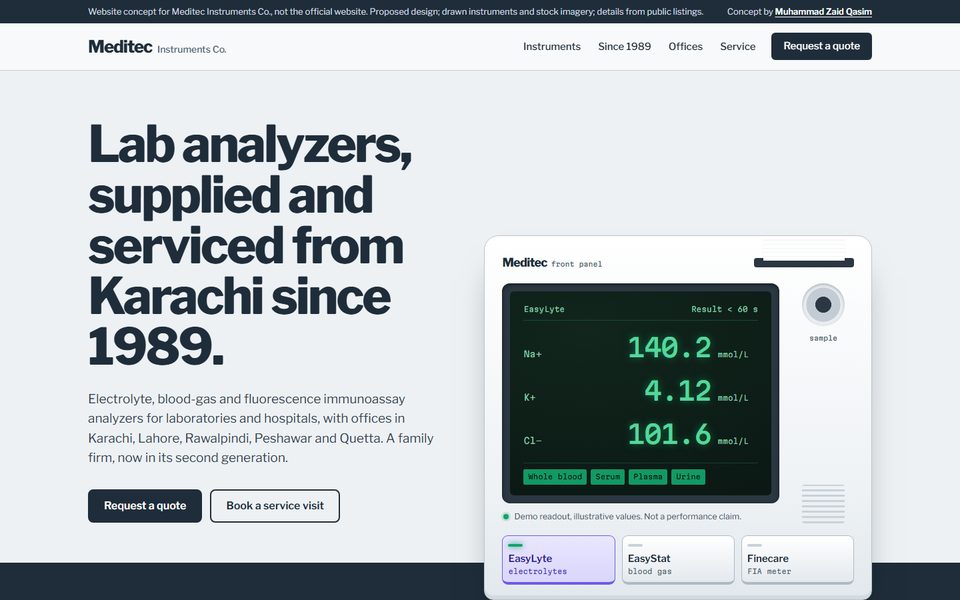 Website concept for Meditec Instruments Co., not the official website. Proposed design; drawn instruments and stock imagery; details from public listings.
Concept by Muhammad Zaid Qasim
Meditec Instruments Co.
Instruments
Since 1989
Offices
Service
Request a quote
Lab analyzers,
supplied and
serviced from
Karachi since
1989.
Electrolyte, blood-gas and fluorescence immunoassay
analyzers for laboratories and hospitals, with offices in
Karachi, Lahore, Rawalpindi, Peshawar and Quetta. A family
firm, now in its second generation.
Request a quote
Book a service visit
Meditec front panel
EasyLyte
Result < 60 s
Na+ 140.2 mmol/L
K+ 4.12 mmol/L
Cl− 101.6 mmol/L
Whole blood
Serum
Plasma
Urine
sample
Demo readout, illustrative values. Not a performance claim.
EasyLyte
electrolytes
EasyStat
blood gas
Finecare
FIA meter